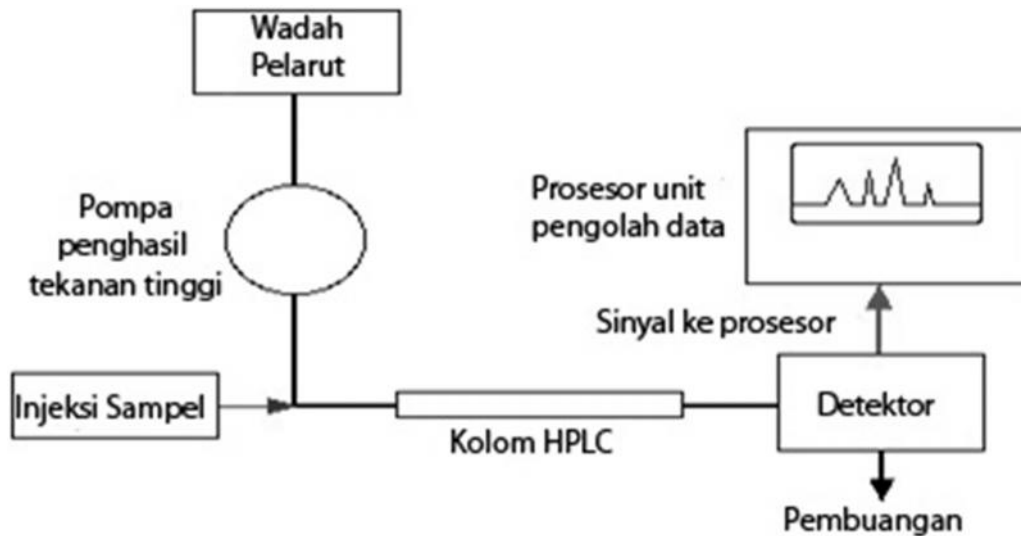 Wadah
Pelarut
Pompa
penghasil
tekanan tinggi
Prosesor unit
pengolah data
Sinyal ke prosesor
Injeksi Sampel
Kolom HPLC
Detektor
Pembuangan